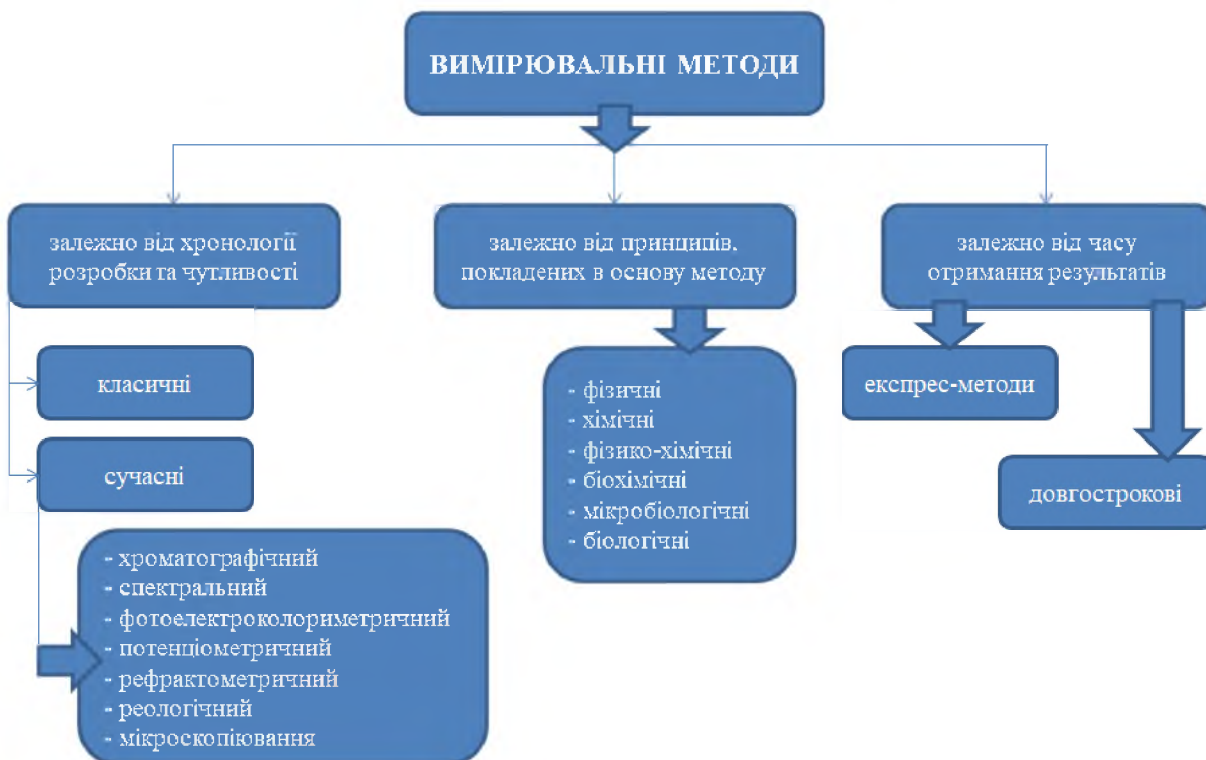 ВИМІРЮВАЛЬНІ МЕТОДИ
залежно від хронології
розробки та чутливості
класичні
сучасні
- хроматографічний
- спектральний
- фотоелектроколориметричний
- потенціометричний
- рефрактометричний
- реологічний
- мікроскопіювання
залежно від принципів,
покладених в основу методу
- фізичні
- хімічні
- фізико-хімічні
- біохімічні
- мікробіологічні
- біологічні
залежно від часу
отримання результатів
експрес-методи
довгострокові